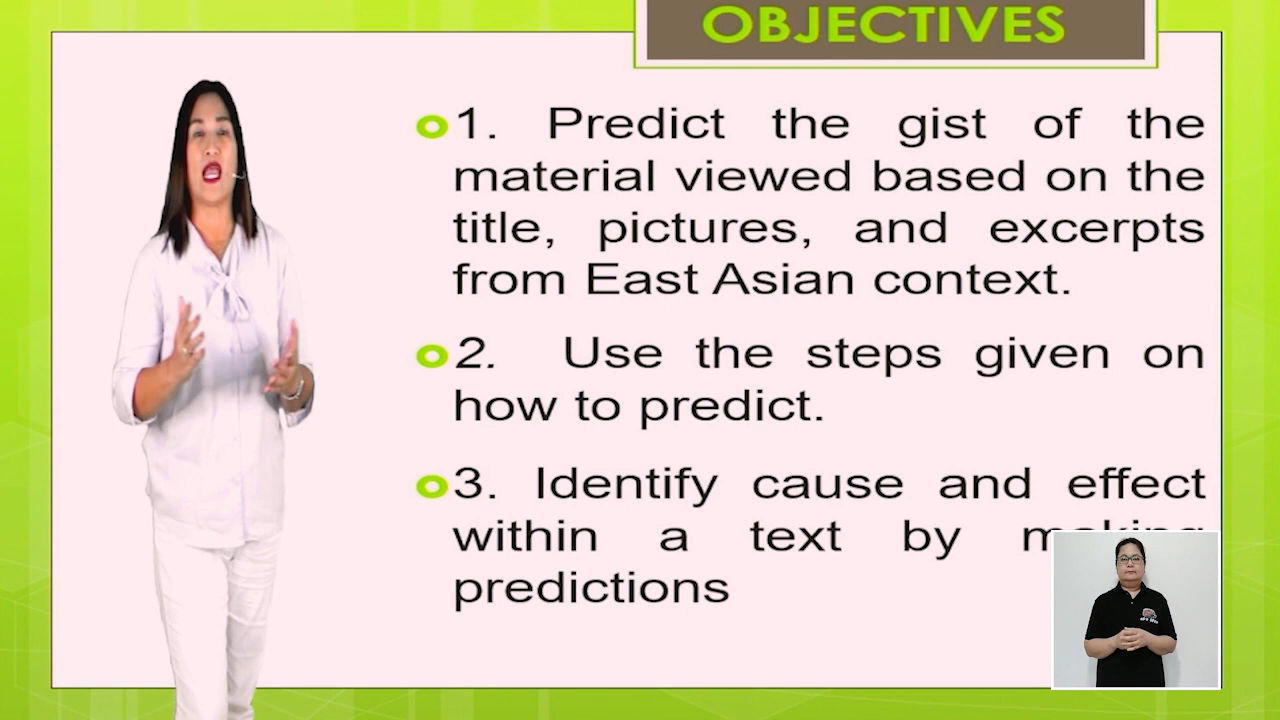 OBJECTIVES
1. Predict the gist of the
material viewed based on the
title, pictures, and excerpts
from East Asian context.
2. Use the steps given on
how to predict.
3. Identify cause and effect
within a text by making
predictions